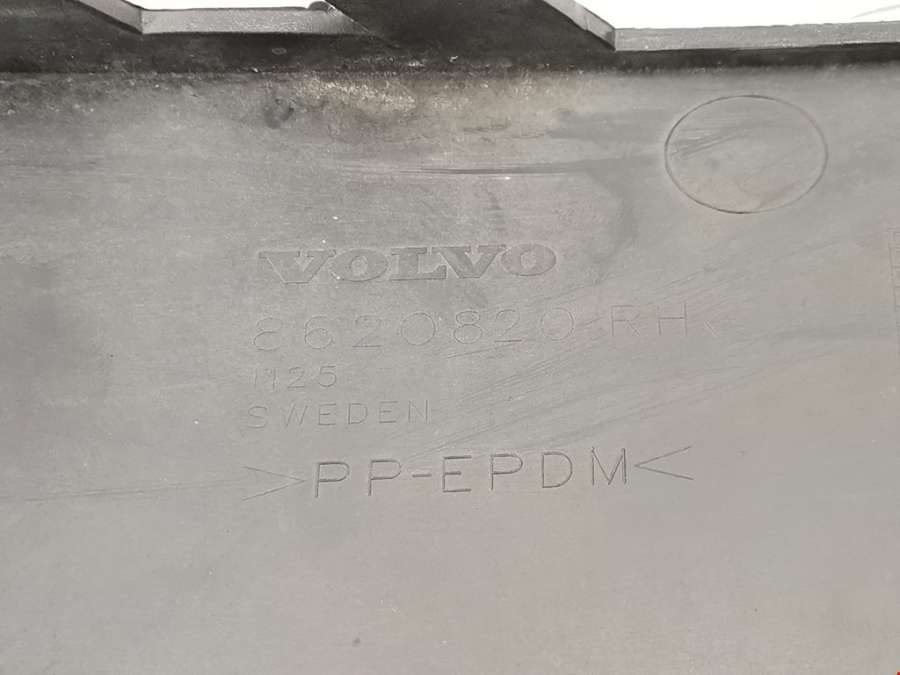 VOLVO
8620820 RH
1125
SWEDEN
>PP-EPDM<